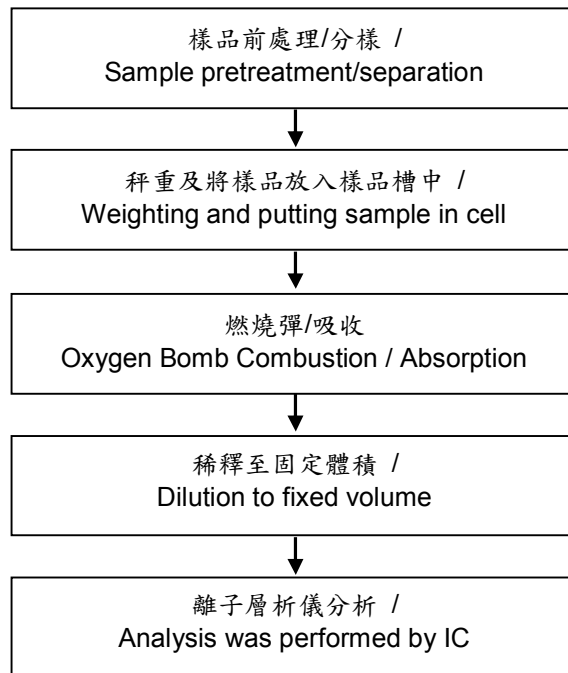 樣品前處理/分樣 /
Sample pretreatment/separation
秤重及將樣品放入樣品槽中 /
Weighting and putting sample in cell
燃燒彈/吸收
Oxygen Bomb Combustion / Absorption
稀釋至固定體積 /
Dilution to fixed volume
離子層析儀分析 /
Analysis was performed by IC